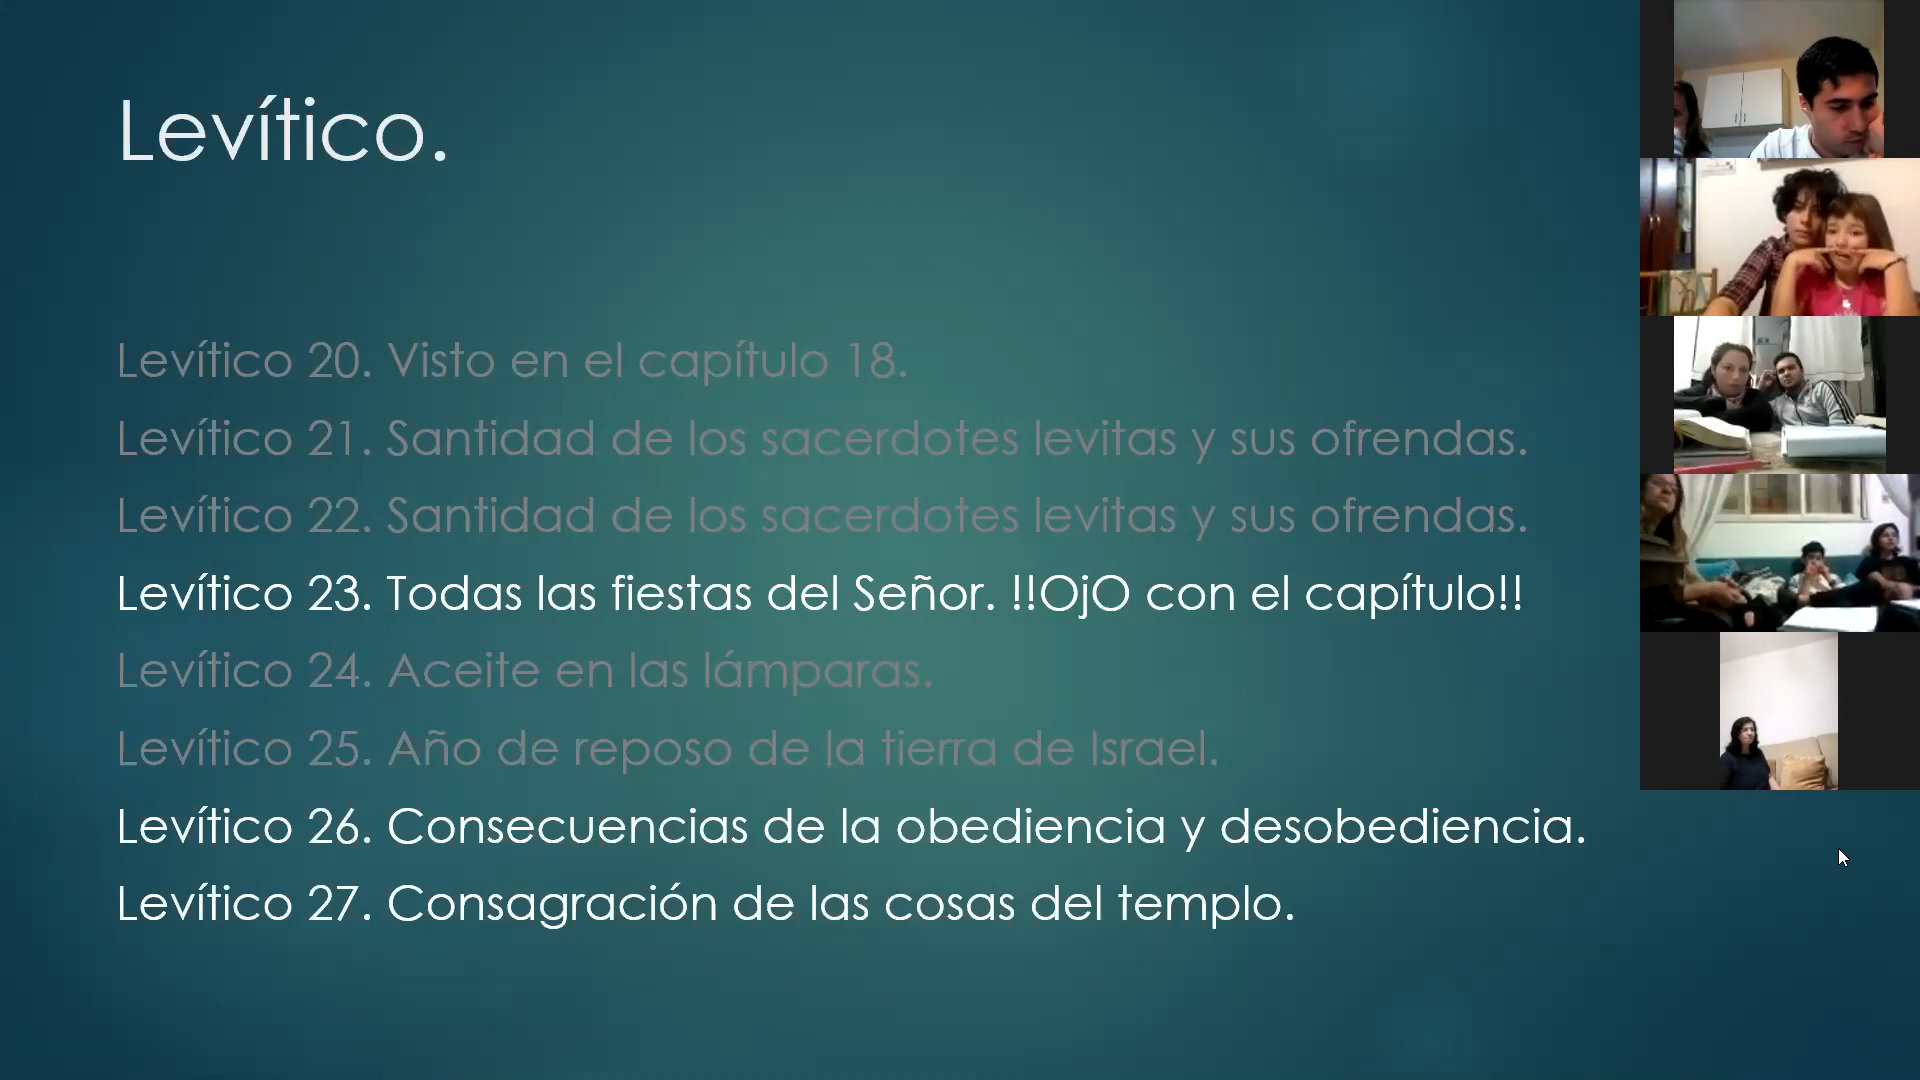 Levítico.
Levítico 20. Visto en el capítulo 18.
Levítico 21. Santidad de los sacerdotes levitas y sus ofrendas.
Levítico 22. Santidad de los sacerdotes levitas y sus ofrendas.
Levítico 23. Todas las fiestas del Señor. !!OjO con el capítulo!!
Levítico 24. Aceite en las lámparas.
Levítico 25. Año de reposo de la tierra de Israel.
Levítico 26. Consecuencias de la obediencia y desobediencia.
Levítico 27. Consagración de las cosas del templo.